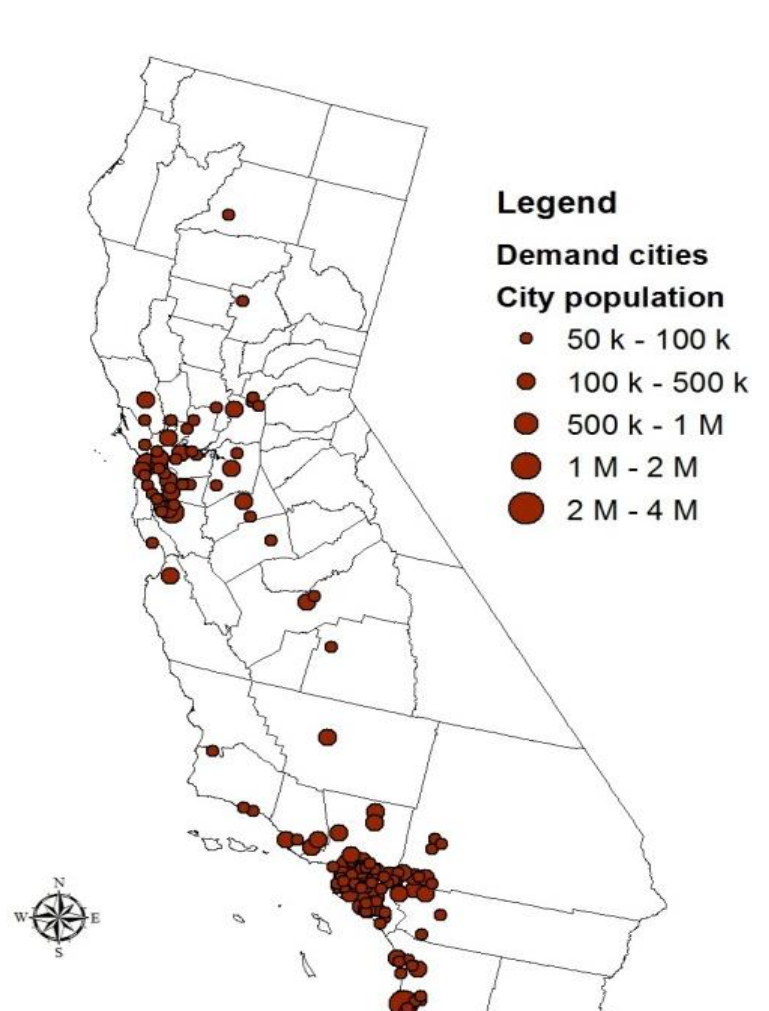 Legend
Demand cities
City population
50 k - 100 k
100 k - 500 k
500 k - 1 M
1 M - 2 M
2 M - 4 M
N
W E
S